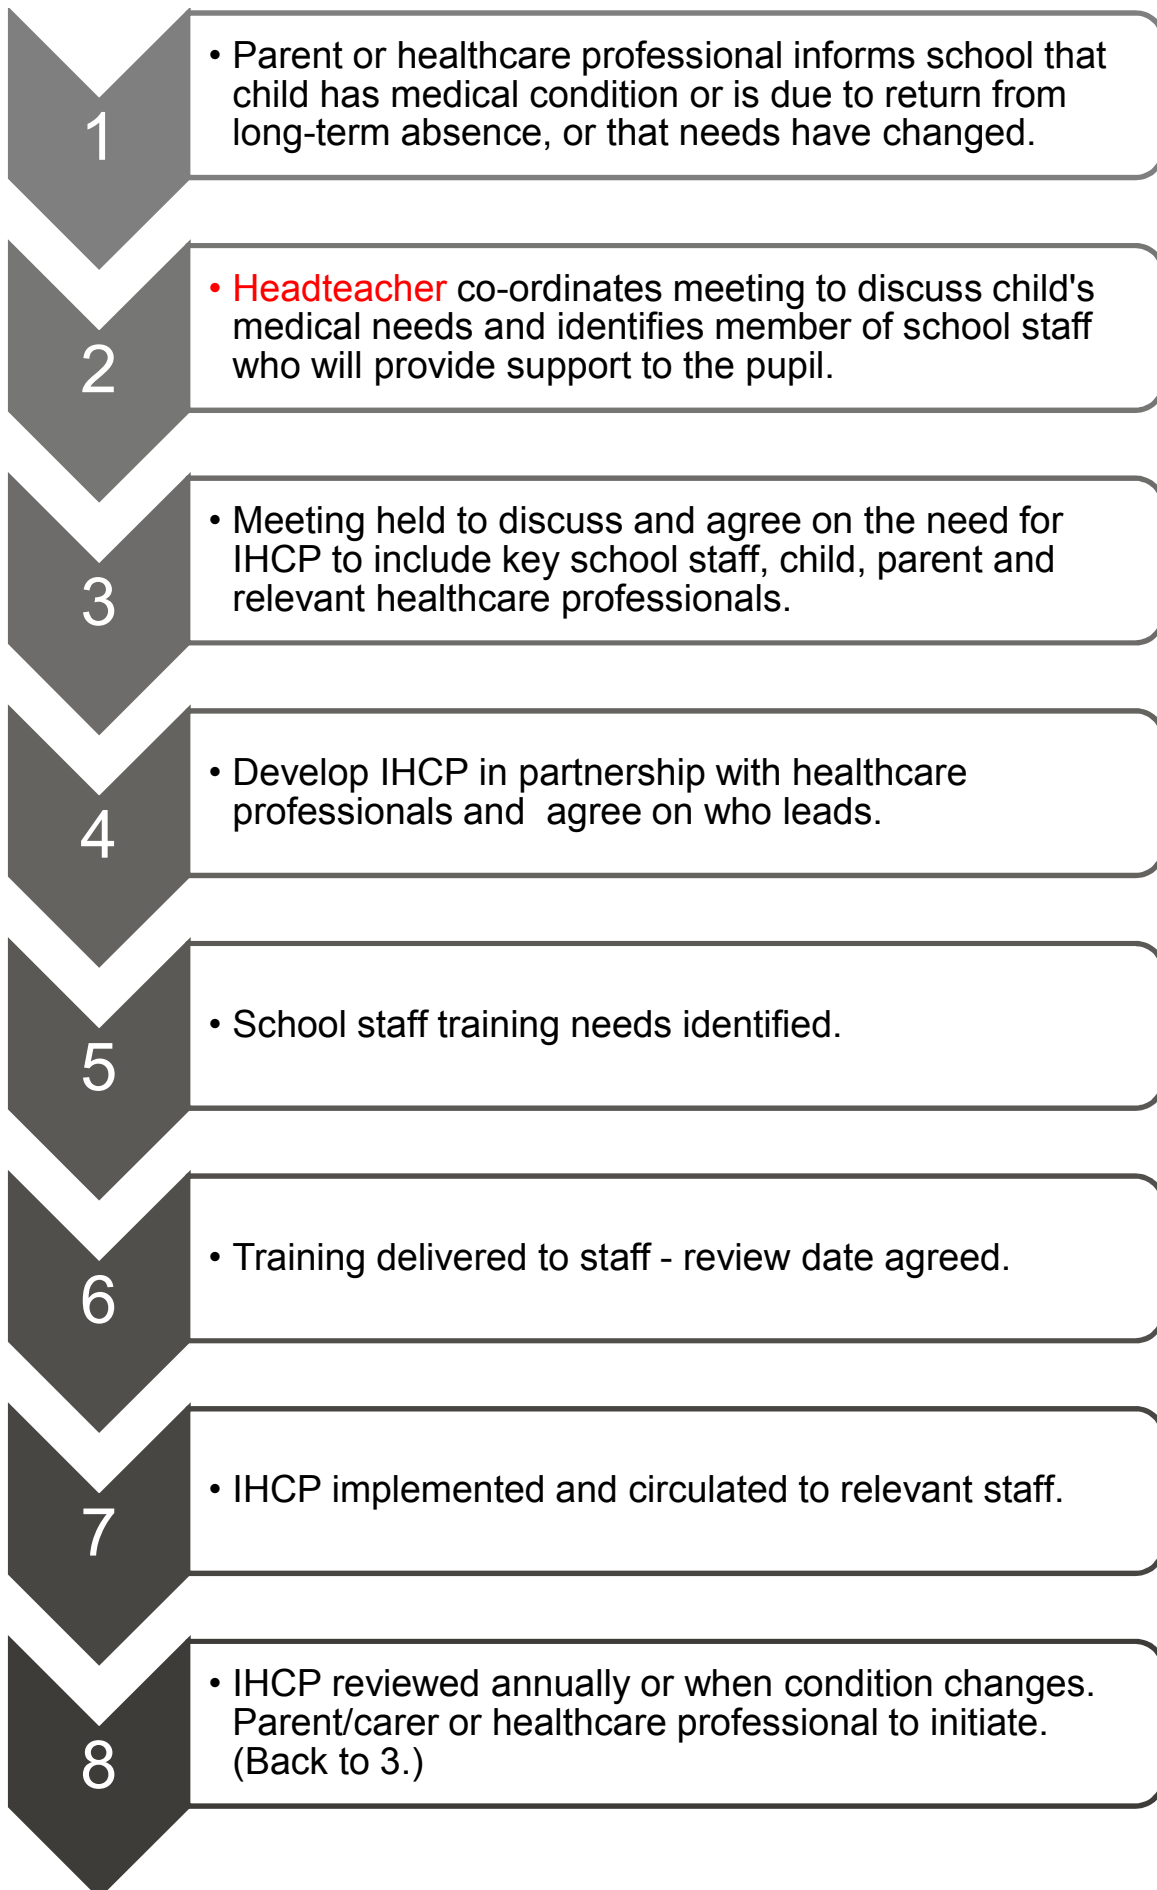 1
• Parent or healthcare professional informs school that
child has medical condition or is due to return from
long-term absence, or that needs have changed.
2
• Headteacher co-ordinates meeting to discuss child's
medical needs and identifies member of school staff
who will provide support to the pupil.
3
• Meeting held to discuss and agree on the need for
IHCP to include key school staff, child, parent and
relevant healthcare professionals.
4
• Develop IHCP in partnership with healthcare
professionals and  agree on who leads.
5
• School staff training needs identified.
6
• Training delivered to staff - review date agreed.
7
• IHCP implemented and circulated to relevant staff.
8
• IHCP reviewed annually or when condition changes.
Parent/carer or healthcare professional to initiate.
(Back to 3.)